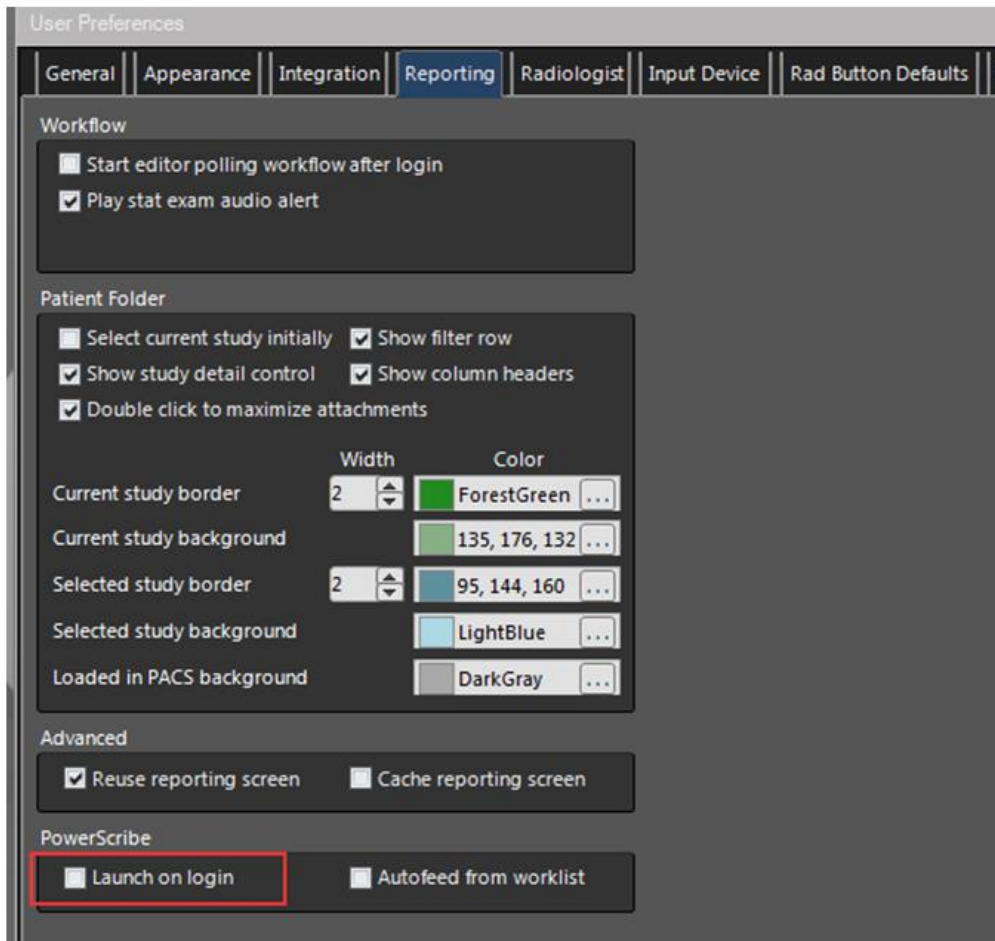 User Preferences
General Appearance Integration Reporting Radiologist Input Device Rad Button Defaults
Workflow
Start editor polling workflow after login
Play stat exam audio alert
Patient Folder
Select current study initially Show filter row
Show study detail control Show column headers
Double click to maximize attachments
Width Color
Current study border 2 ForestGreen ...
Current study background 135, 176, 132 ...
Selected study border 2 95, 144, 160 ...
Selected study background LightBlue ...
Loaded in PACS background DarkGray ...
Advanced
Reuse reporting screen Cache reporting screen
PowerScribe
Launch on login Autofeed from worklist